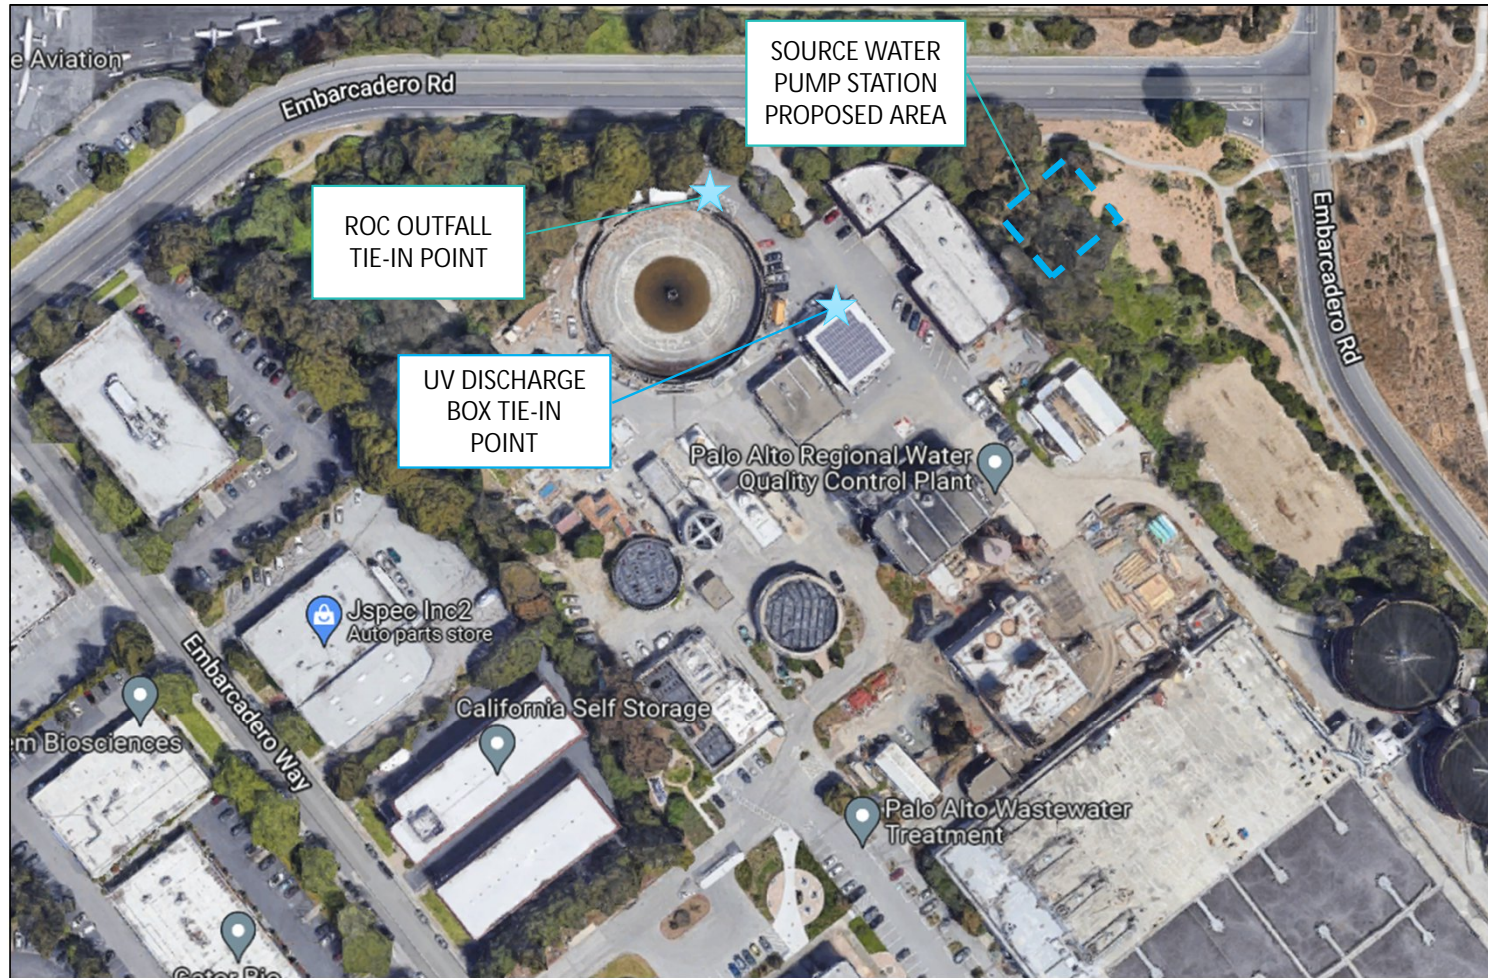 e Aviation
Embarcadero Rd
SOURCE WATER
PUMP STATION
PROPOSED AREA
ROC OUTFALL
TIE-IN POINT
Embarcadero Rd
UV DISCHARGE
BOX TIE-IN
POINT
Palo Alto Regional Water
Quality Control Plant
Jspec Inc2
Auto parts store
Embarcadero Way
California Self Storage
em Biosciences
Palo Alto Wastewater
Treatment
Gator Bio